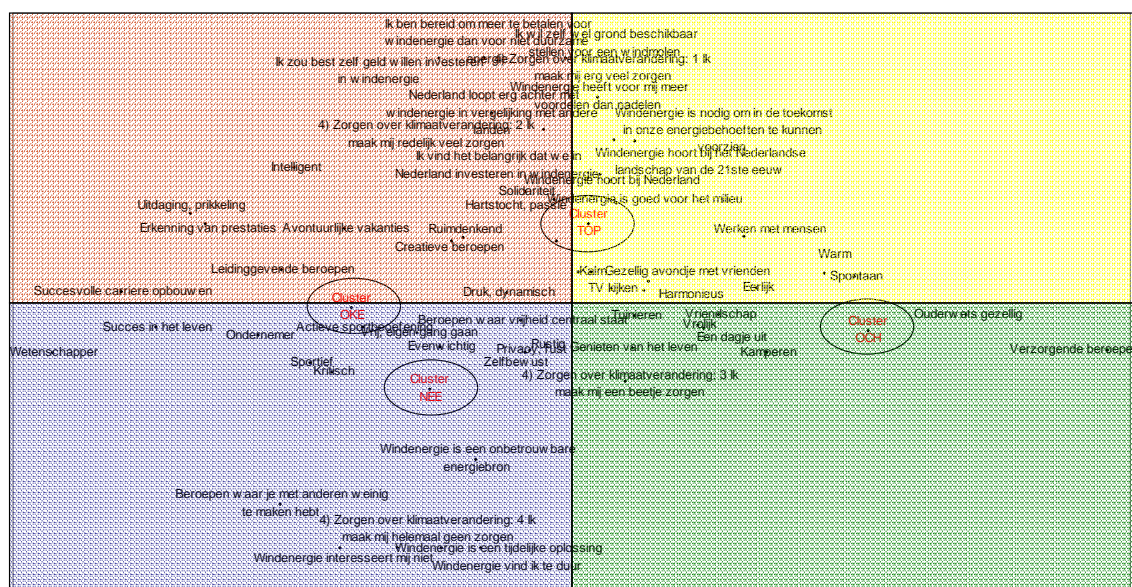 Ik ben bereid om meer te betalen voor
windenergie dan voor niet duurzame
energie
Ik wil zelf wel grond beschikbaar
stellen voor een windmolen
Ik zou best zelf geld willen investeren
in windenergie
4) Zorgen over klimaatverandering: 1 Ik
maak mij erg veel zorgen
Windenergie heeft voor mij meer
voordelen dan nadelen
Nederland loopt erg achter met
windenergie in vergelijking met andere
landen
Windenergie is nodig om in de toekomst
in onze energiebehoeften te kunnen
voorzien
4) Zorgen over klimaatverandering: 2 Ik
maak mij redelijk veel zorgen
Ik vind het belangrijk dat we in
Nederland investeren in windenergie
Windenergie hoort bij het Nederlandse
landschap van de 21ste eeuw
Intelligent
Windenergie hoort bij Nederland
Solidariteit
Windenergie is goed voor het milieu
Uitdaging, prikkeling
Hartstocht, passie
Cluster
TOP
Erkenning van prestaties
Avontuurlijke vakanties
Ruimdenkend
Werken met mensen
Creatieve beroepen
Warm
Leidinggevende beroepen
Kalm
Gezellig avondje met vrienden
Spontaan
Succesvolle carriere opbouwen
Druk, dynamisch
TV kijken
Harmonieus
Eerlijk
Cluster
OKE
Tuinieren
Vriendschap
Ouderwets gezellig
Succes in het leven
Actieve sportbeoefening
Beroepen waar vrijheid centraal staat
Vrolijk
Cluster
OCH
Ondernemer
Vrij, eigen gang gaan
Een dagje uit
Wetenschapper
Evenwichtig
Privacy, rust
Rustig
Genieten van het leven
Kamperen
Verzorgende beroepe
Sportief
Zelfbewust
Kritisch
Cluster
NEE
4) Zorgen over klimaatverandering: 3 Ik
maak mij een beetje zorgen
Windenergie is een onbetrouwbare
energiebron
Beroepen waar je met anderen weinig
te maken hebt
4) Zorgen over klimaatverandering: 4 Ik
maak mij helemaal geen zorgen
Windenergie is een tijdelijke oplossing
Windenergie interesseert mij niet
Windenergie vind ik te duur